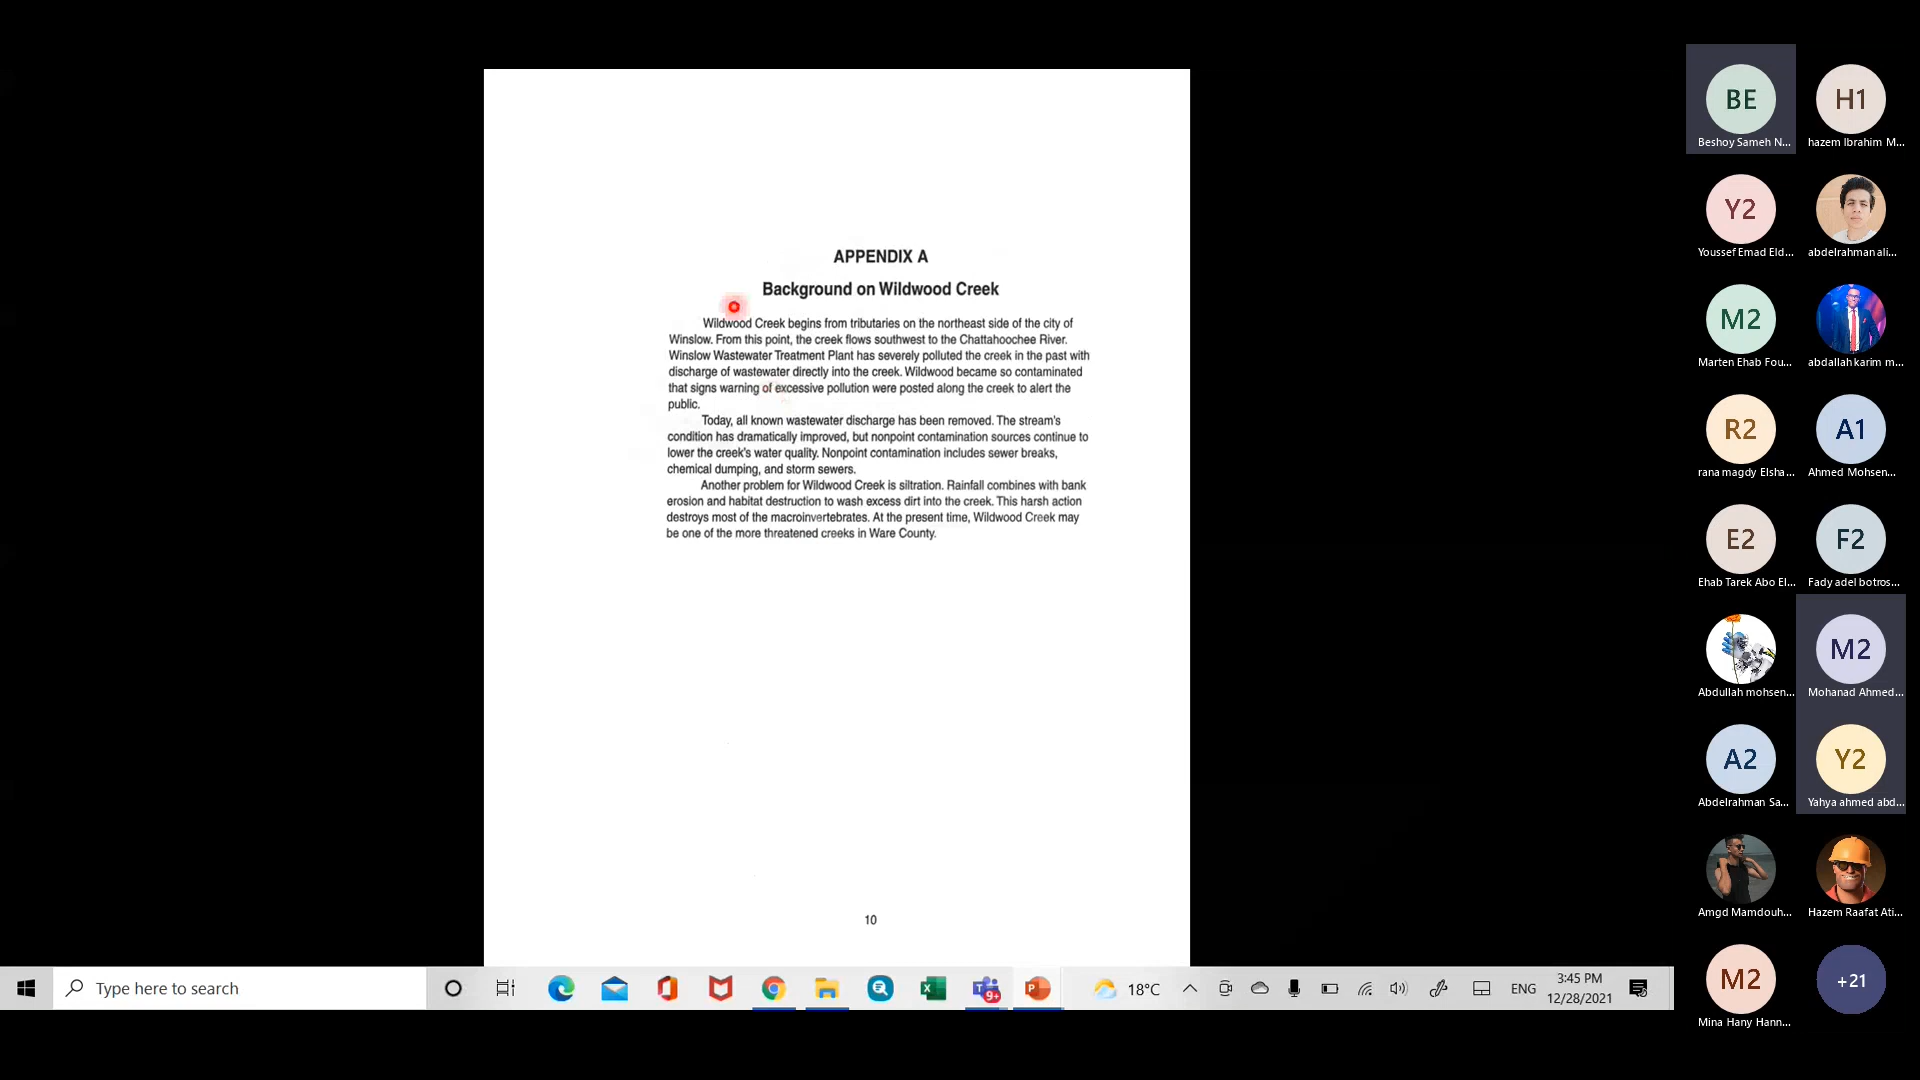 APPENDIX A
Background on Wildwood Creek
Wildwood Creek begins from tributaries on the northeast side of the city of
Winslow. From this point, the creek flows southwest to the Chattahoochee River.
Winslow Wastewater Treatment Plant has severely polluted the creek in the past with
discharge of wastewater directly into the creek. Wildwood became so contaminated
that signs warning of excessive pollution were posted along the creek to alert the
public.
Today, all known wastewater discharge has been removed. The stream's
condition has dramatically improved, but nonpoint contamination sources continue to
lower the creek's water quality. Nonpoint contamination includes sewer breaks,
chemical dumping, and storm sewers.
Another problem for Wildwood Creek is siltration. Rainfall combines with bank
erosion and habitat destruction to wash excess dirt into the creek. This harsh action
destroys most of the macroinvertebrates. At the present time, Wildwood Creek may
be one of the more threatened creeks in Ware County.
10
BE
Beshoy Sameh N...
H1
hazem Ibrahim M...
Y2
Youssef Emad Eld...
abdelrahman ali...
M2
Marten Ehab Fou...
abdallah karim m...
R2
rana magdy Elsha...
A1
Ahmed Mohsen...
E2
Ehab Tarek Abo El...
F2
Fady adel botros...
Abdullah mohsen...
M2
Mohanad Ahmed...
A2
Abdelrahman Sa...
Y2
Yahya ahmed abd...
Amgd Mamdouh...
Hazem Raafat Ati...
M2
Mina Hany Hann...
+21
Type here to search
9+
18°C
ENG
3:45 PM
12/28/2021